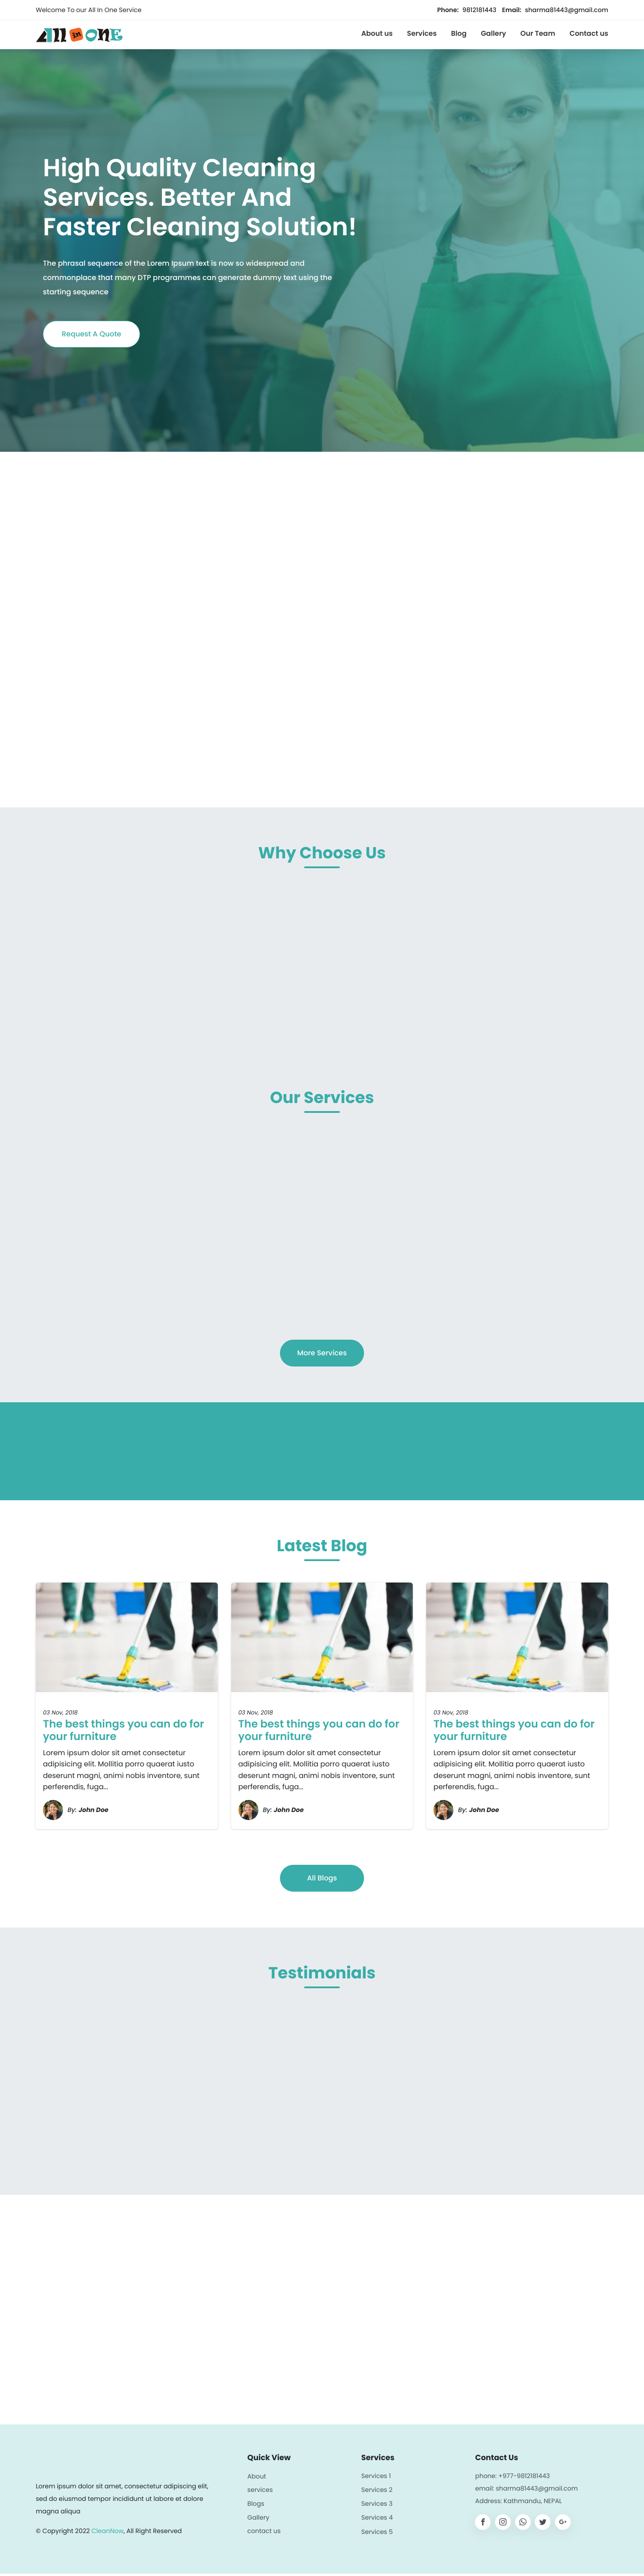 Welcome To our All In One Service
Phone: 9812181443 Email: sharma81443@gmail.com
All in One
About us Services Blog Gallery Our Team Contact us
High Quality Cleaning
Services. Better And
Faster Cleaning Solution!
The phrasal sequence of the Lorem Ipsum text is now so widespread and
commonplace that many DTP programmes can generate dummy text using the
starting sequence
Request A Quote
Why Choose Us
Our Services
More Services
Latest Blog
03 Nov, 2018
The best things you can do for
your furniture
Lorem ipsum dolor sit amet consectetur
adipisicing elit. Mollitia porro quaerat iusto
deserunt magni, animi nobis inventore, sunt
perferendis, fuga...
By: John Doe
03 Nov, 2018
The best things you can do for
your furniture
Lorem ipsum dolor sit amet consectetur
adipisicing elit. Mollitia porro quaerat iusto
deserunt magni, animi nobis inventore, sunt
perferendis, fuga...
By: John Doe
03 Nov, 2018
The best things you can do for
your furniture
Lorem ipsum dolor sit amet consectetur
adipisicing elit. Mollitia porro quaerat iusto
deserunt magni, animi nobis inventore, sunt
perferendis, fuga...
By: John Doe
All Blogs
Testimonials
Lorem ipsum dolor sit amet, consectetur adipiscing elit,
sed do eiusmod tempor incididunt ut labore et dolore
magna aliqua
© Copyright 2022 CleanNow, All Right Reserved
Quick View
About
services
Blogs
Gallery
contact us
Services
Services 1
Services 2
Services 3
Services 4
Services 5
Contact Us
phone: +977-9812181443
email: sharma81443@gmail.com
Address: Kathmandu, NEPAL